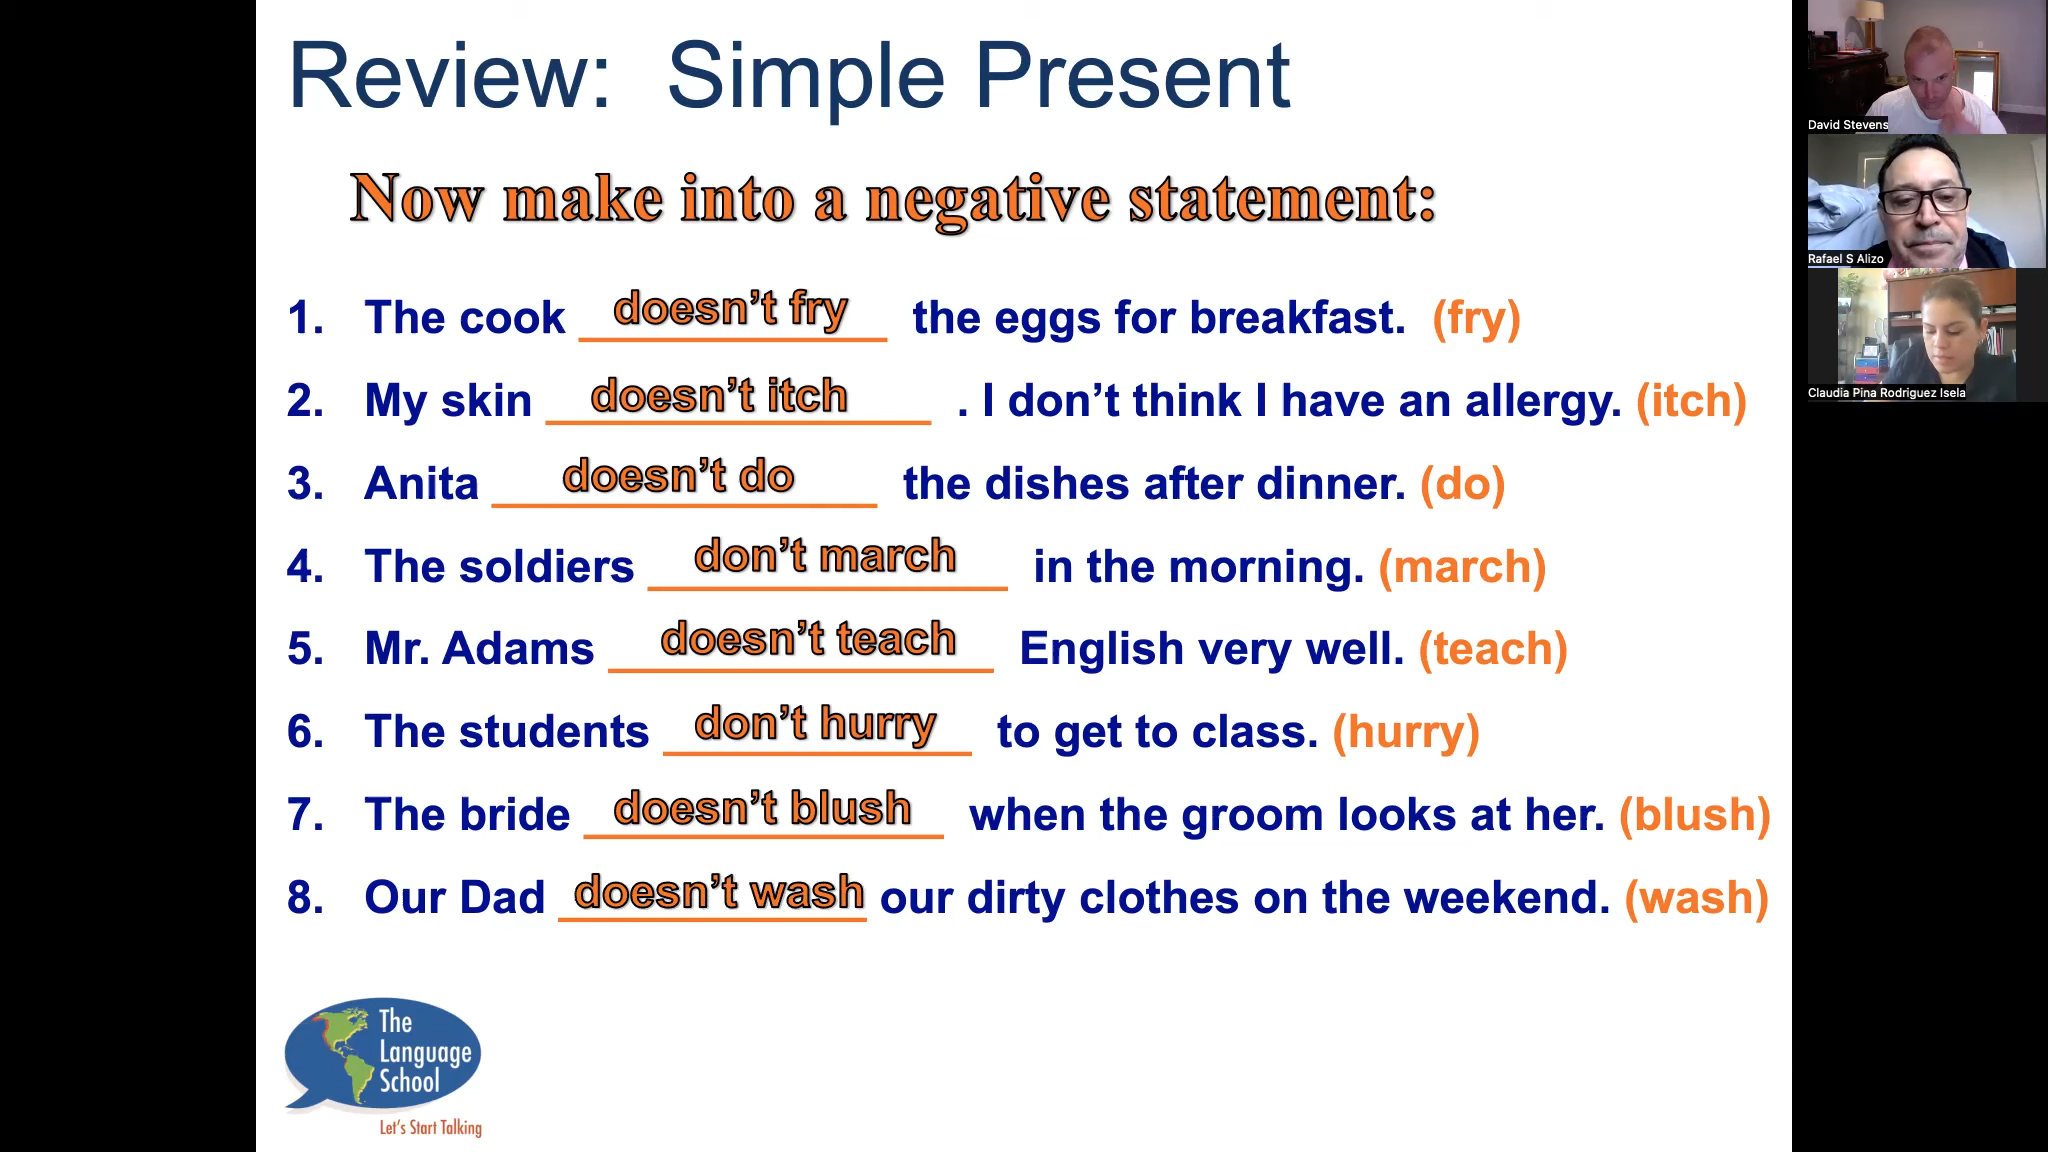 Review: Simple Present
Now make into a negative statement:
1. The cook doesn't fry the eggs for breakfast. (fry)
2. My skin doesn't itch . I don't think I have an allergy. (itch)
3. Anita doesn't do the dishes after dinner. (do)
4. The soldiers don't march in the morning. (march)
5. Mr. Adams doesn't teach English very well. (teach)
6. The students don't hurry to get to class. (hurry)
7. The bride doesn't blush when the groom looks at her. (blush)
8. Our Dad doesn't wash our dirty clothes on the weekend. (wash)
The
Language
School
Let's Start Talking
David Stevens
Rafael S Alizo
Claudia Pina Rodriguez Isela